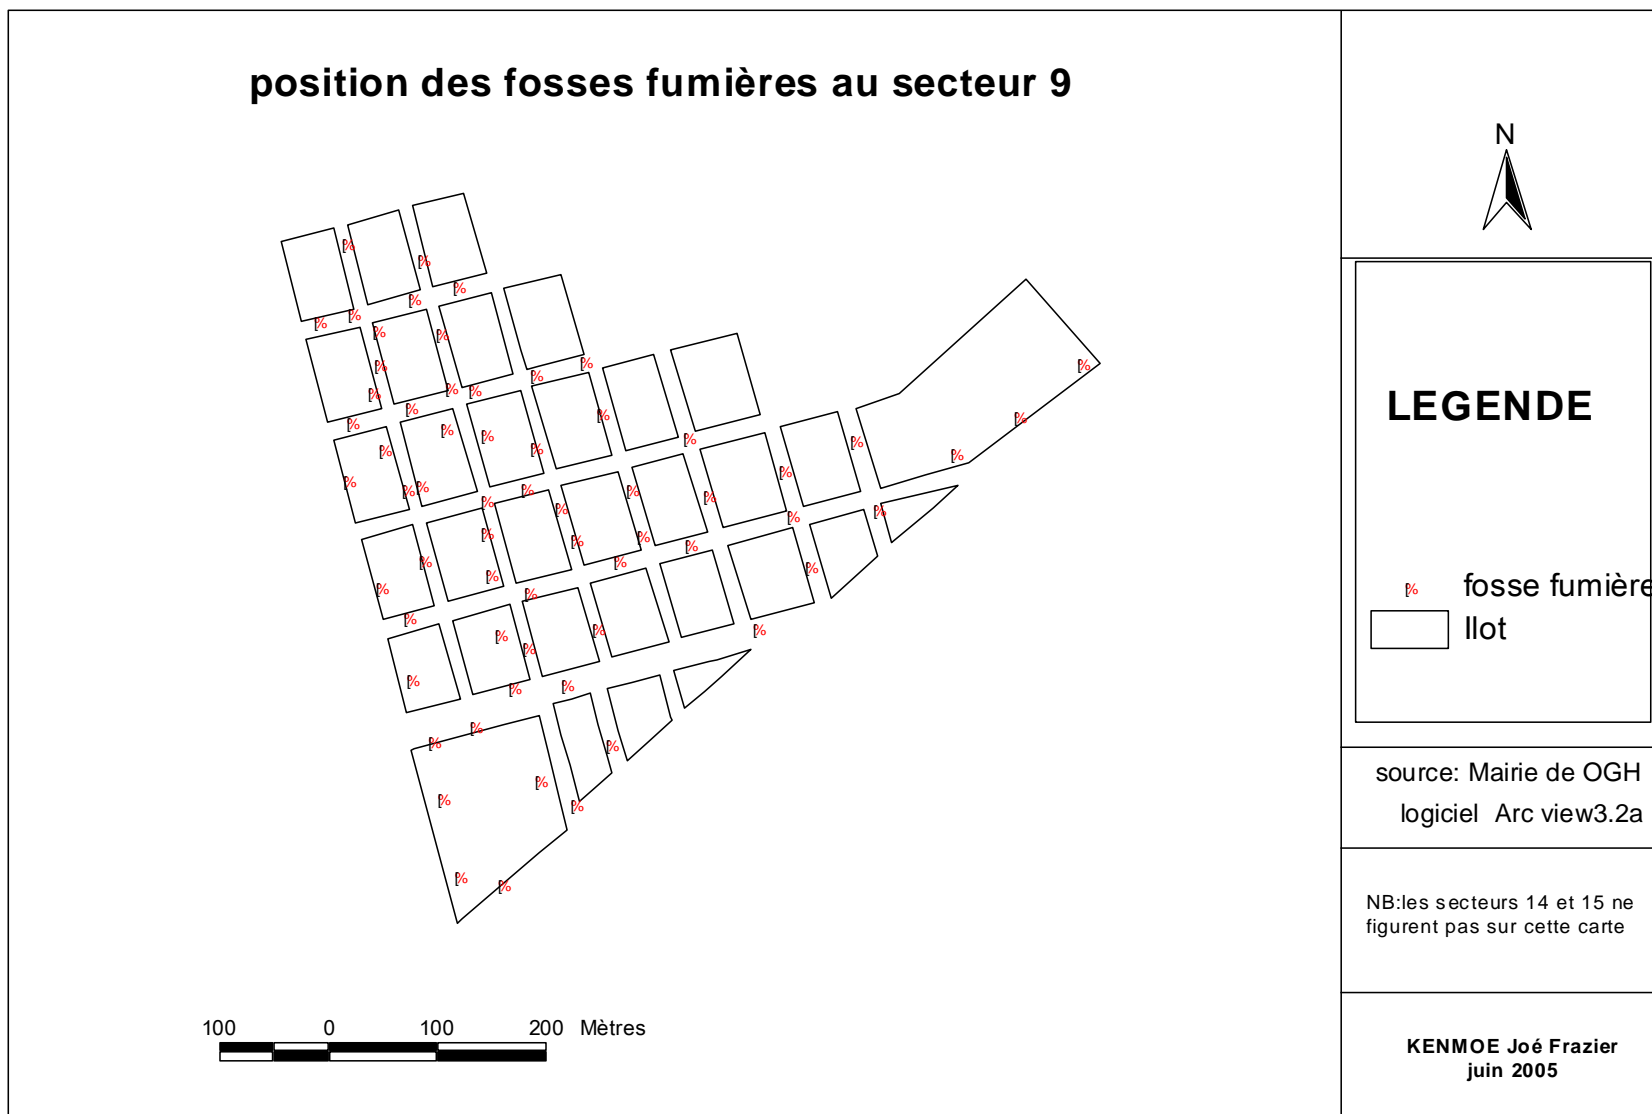 position des fosses fumières au secteur 9
N
LEGENDE
fosse fumière
Ilot
source: Mairie de OGH
logiciel Arc view3.2a
NB:les secteurs 14 et 15 ne
figurent pas sur cette carte
KENMOE Joé Frazier
juin 2005
100 0 100 200 Mètres